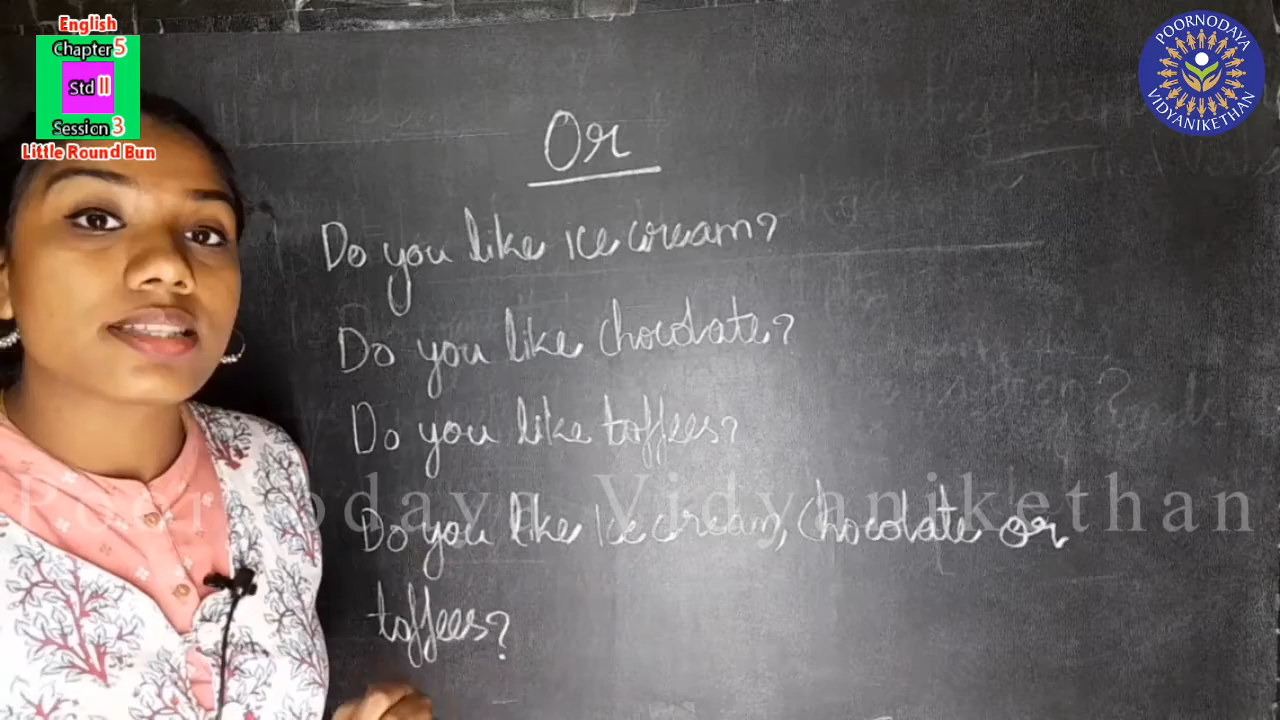 English
Chapter 5
Std II
Session 3
Little Round Bun
POORNODAYA
VIDYANIKETHAN
Or
Do you like ice cream?
Do you like chocolate?
Do you like toffees?
Poornodaya Vidyanikethan
Do you like Ice cream, chocolate or
toffees?